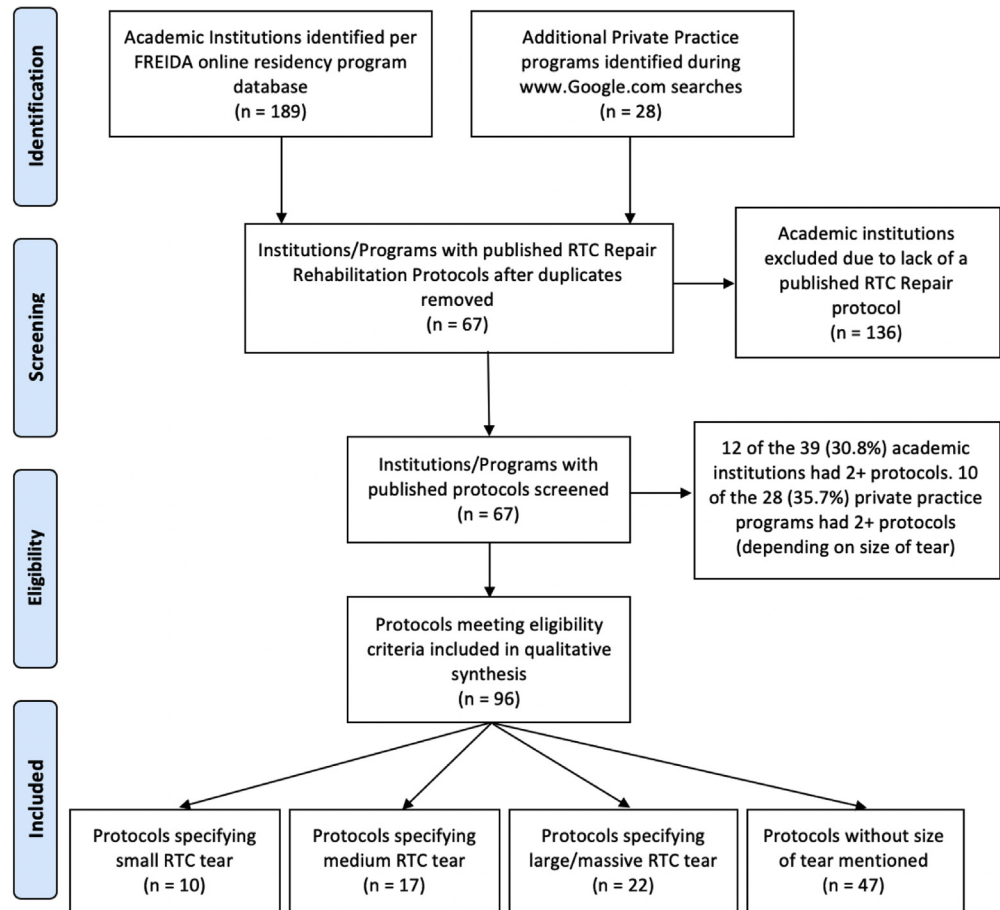 Identification
Academic Institutions identified per
FREIDA online residency program
database
(n = 189)
Additional Private Practice
programs identified during
www.Google.com searches
(n = 28)
Screening
Institutions/Programs with published RTC Repair
Rehabilitation Protocols after duplicates
removed
(n = 67)
Academic institutions
excluded due to lack of a
published RTC Repair
protocol
(n = 136)
Eligibility
Institutions/Programs with
published protocols screened
(n = 67)
12 of the 39 (30.8%) academic
institutions had 2+ protocols. 10
of the 28 (35.7%) private practice
programs had 2+ protocols
(depending on size of tear)
Protocols meeting eligibility
criteria included in qualitative
synthesis
(n = 96)
Included
Protocols specifying
small RTC tear
(n = 10)
Protocols specifying
medium RTC tear
(n = 17)
Protocols specifying
large/massive RTC tear
(n = 22)
Protocols without size
of tear mentioned
(n = 47)